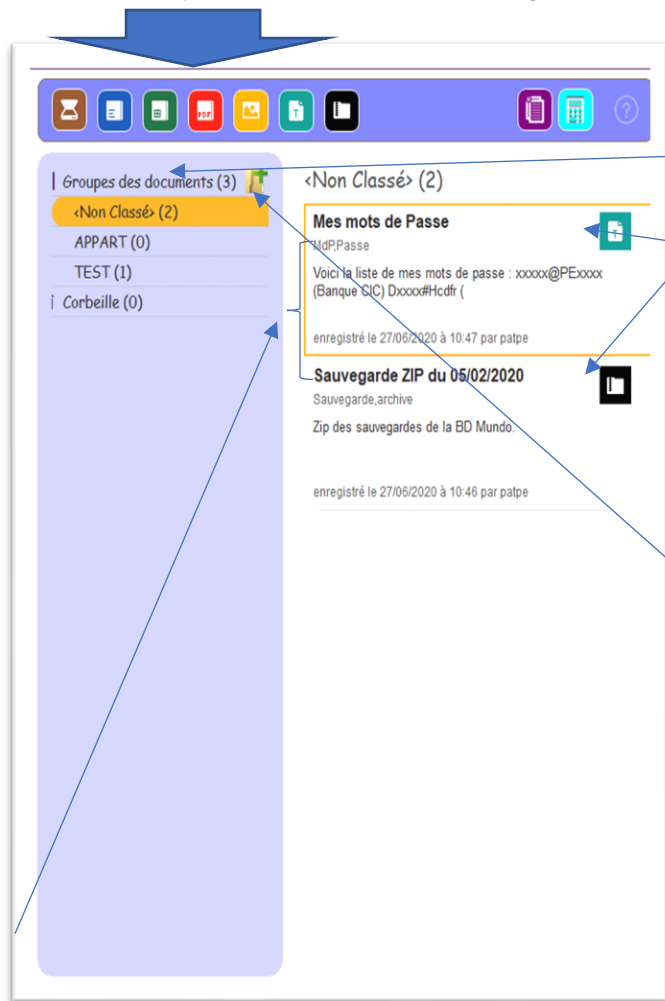 PDF
T
?
Groupes des documents (3)
<Non Classé> (2)
APPART (0)
TEST (1)
Corbeille (0)
<Non Classé> (2)
Mes mots de Passe
MdP,Passe
T
Voici la liste de mes mots de passe : xxxxx@PExxxx
(Banque CIC) Dxxxx#Hcdfr (
enregistré le 27/06/2020 à 10:47 par patpe
Sauvegarde ZIP du 05/02/2020
Sauvegarde,archive
Zip des sauvegardes de la BD Mundo.
enregistré le 27/06/2020 à 10:46 par patpe